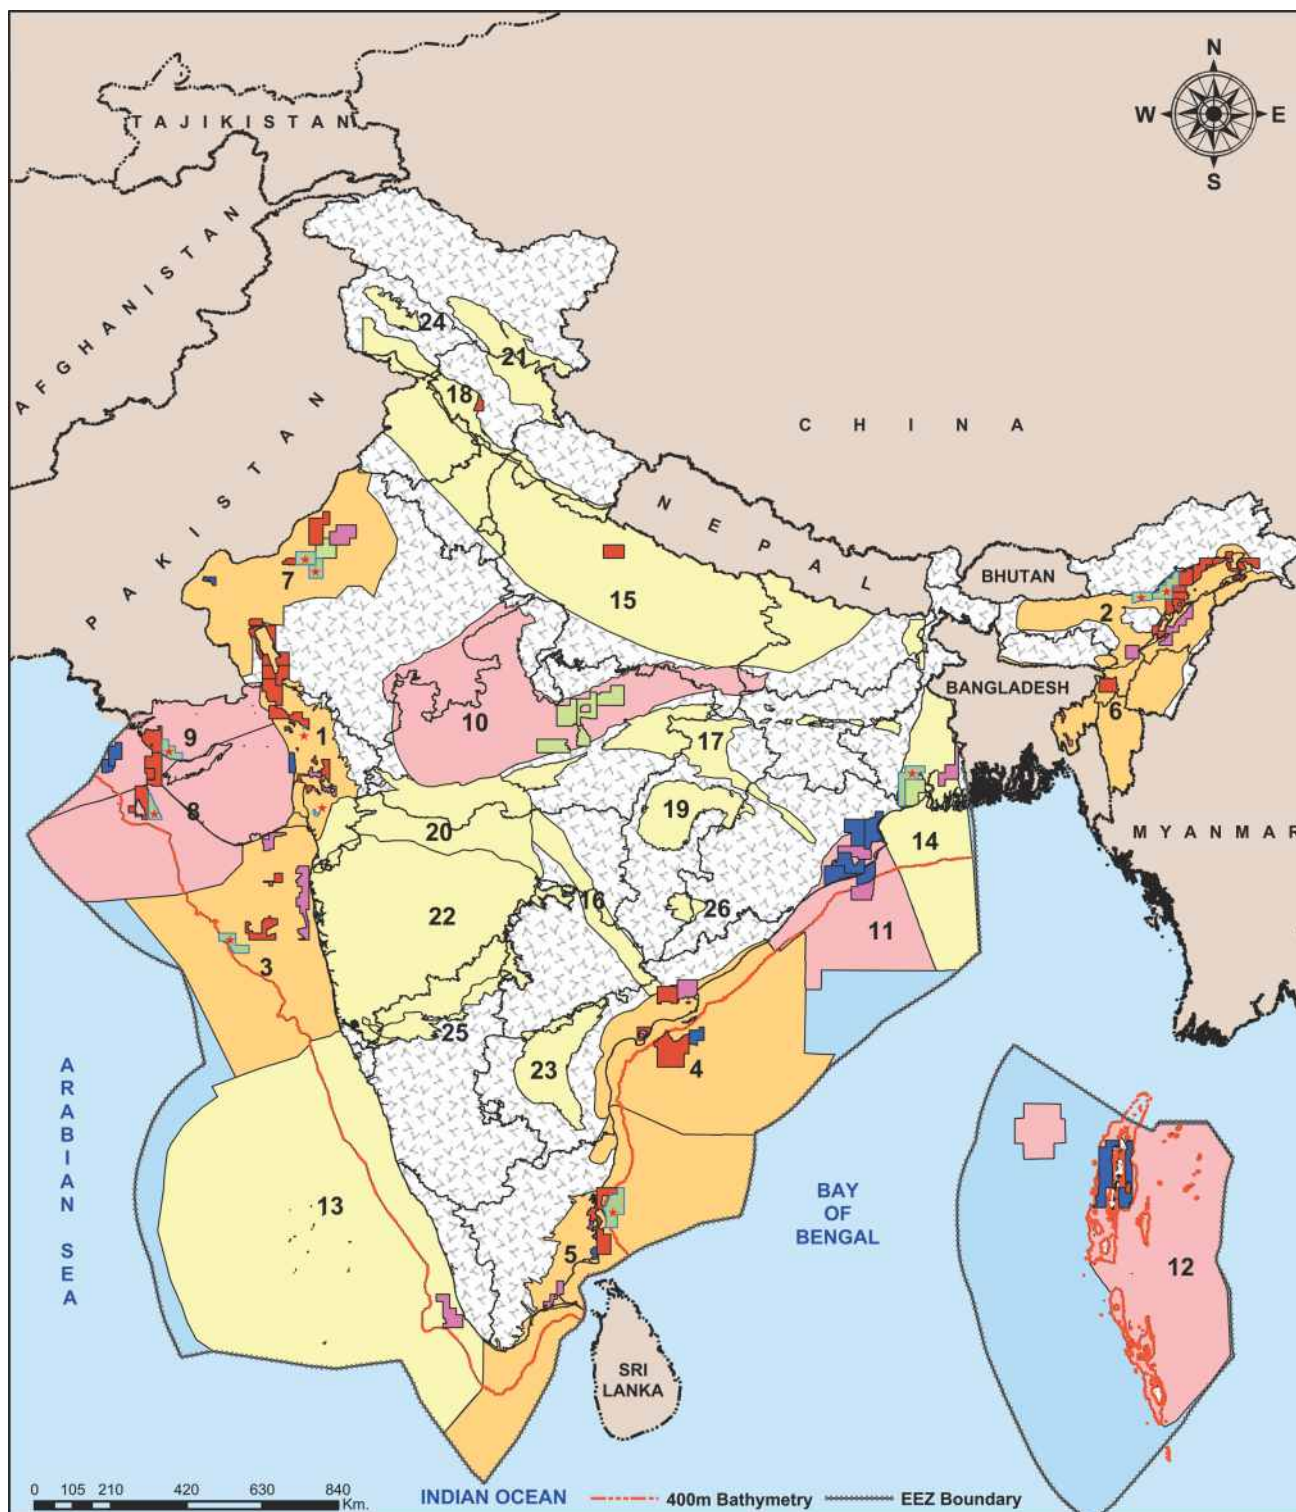 N
W E
S
TAJIKISTAN
AFGHANISTAN
PAKISTAN
CHINA
NEPAL
BHUTAN
BANGLADESH
MYANMAR
24
21
18
7
15
2
6
9
10
1
17
8
19
14
20
16
26
22
11
3
25
23
4
13
5
12
ARABIAN SEA
BAY
OF
BENGAL
SRI
LANKA
0 105 210 420 630 840
Km.
INDIAN OCEAN
400m Bathymetry
EEZ Boundary